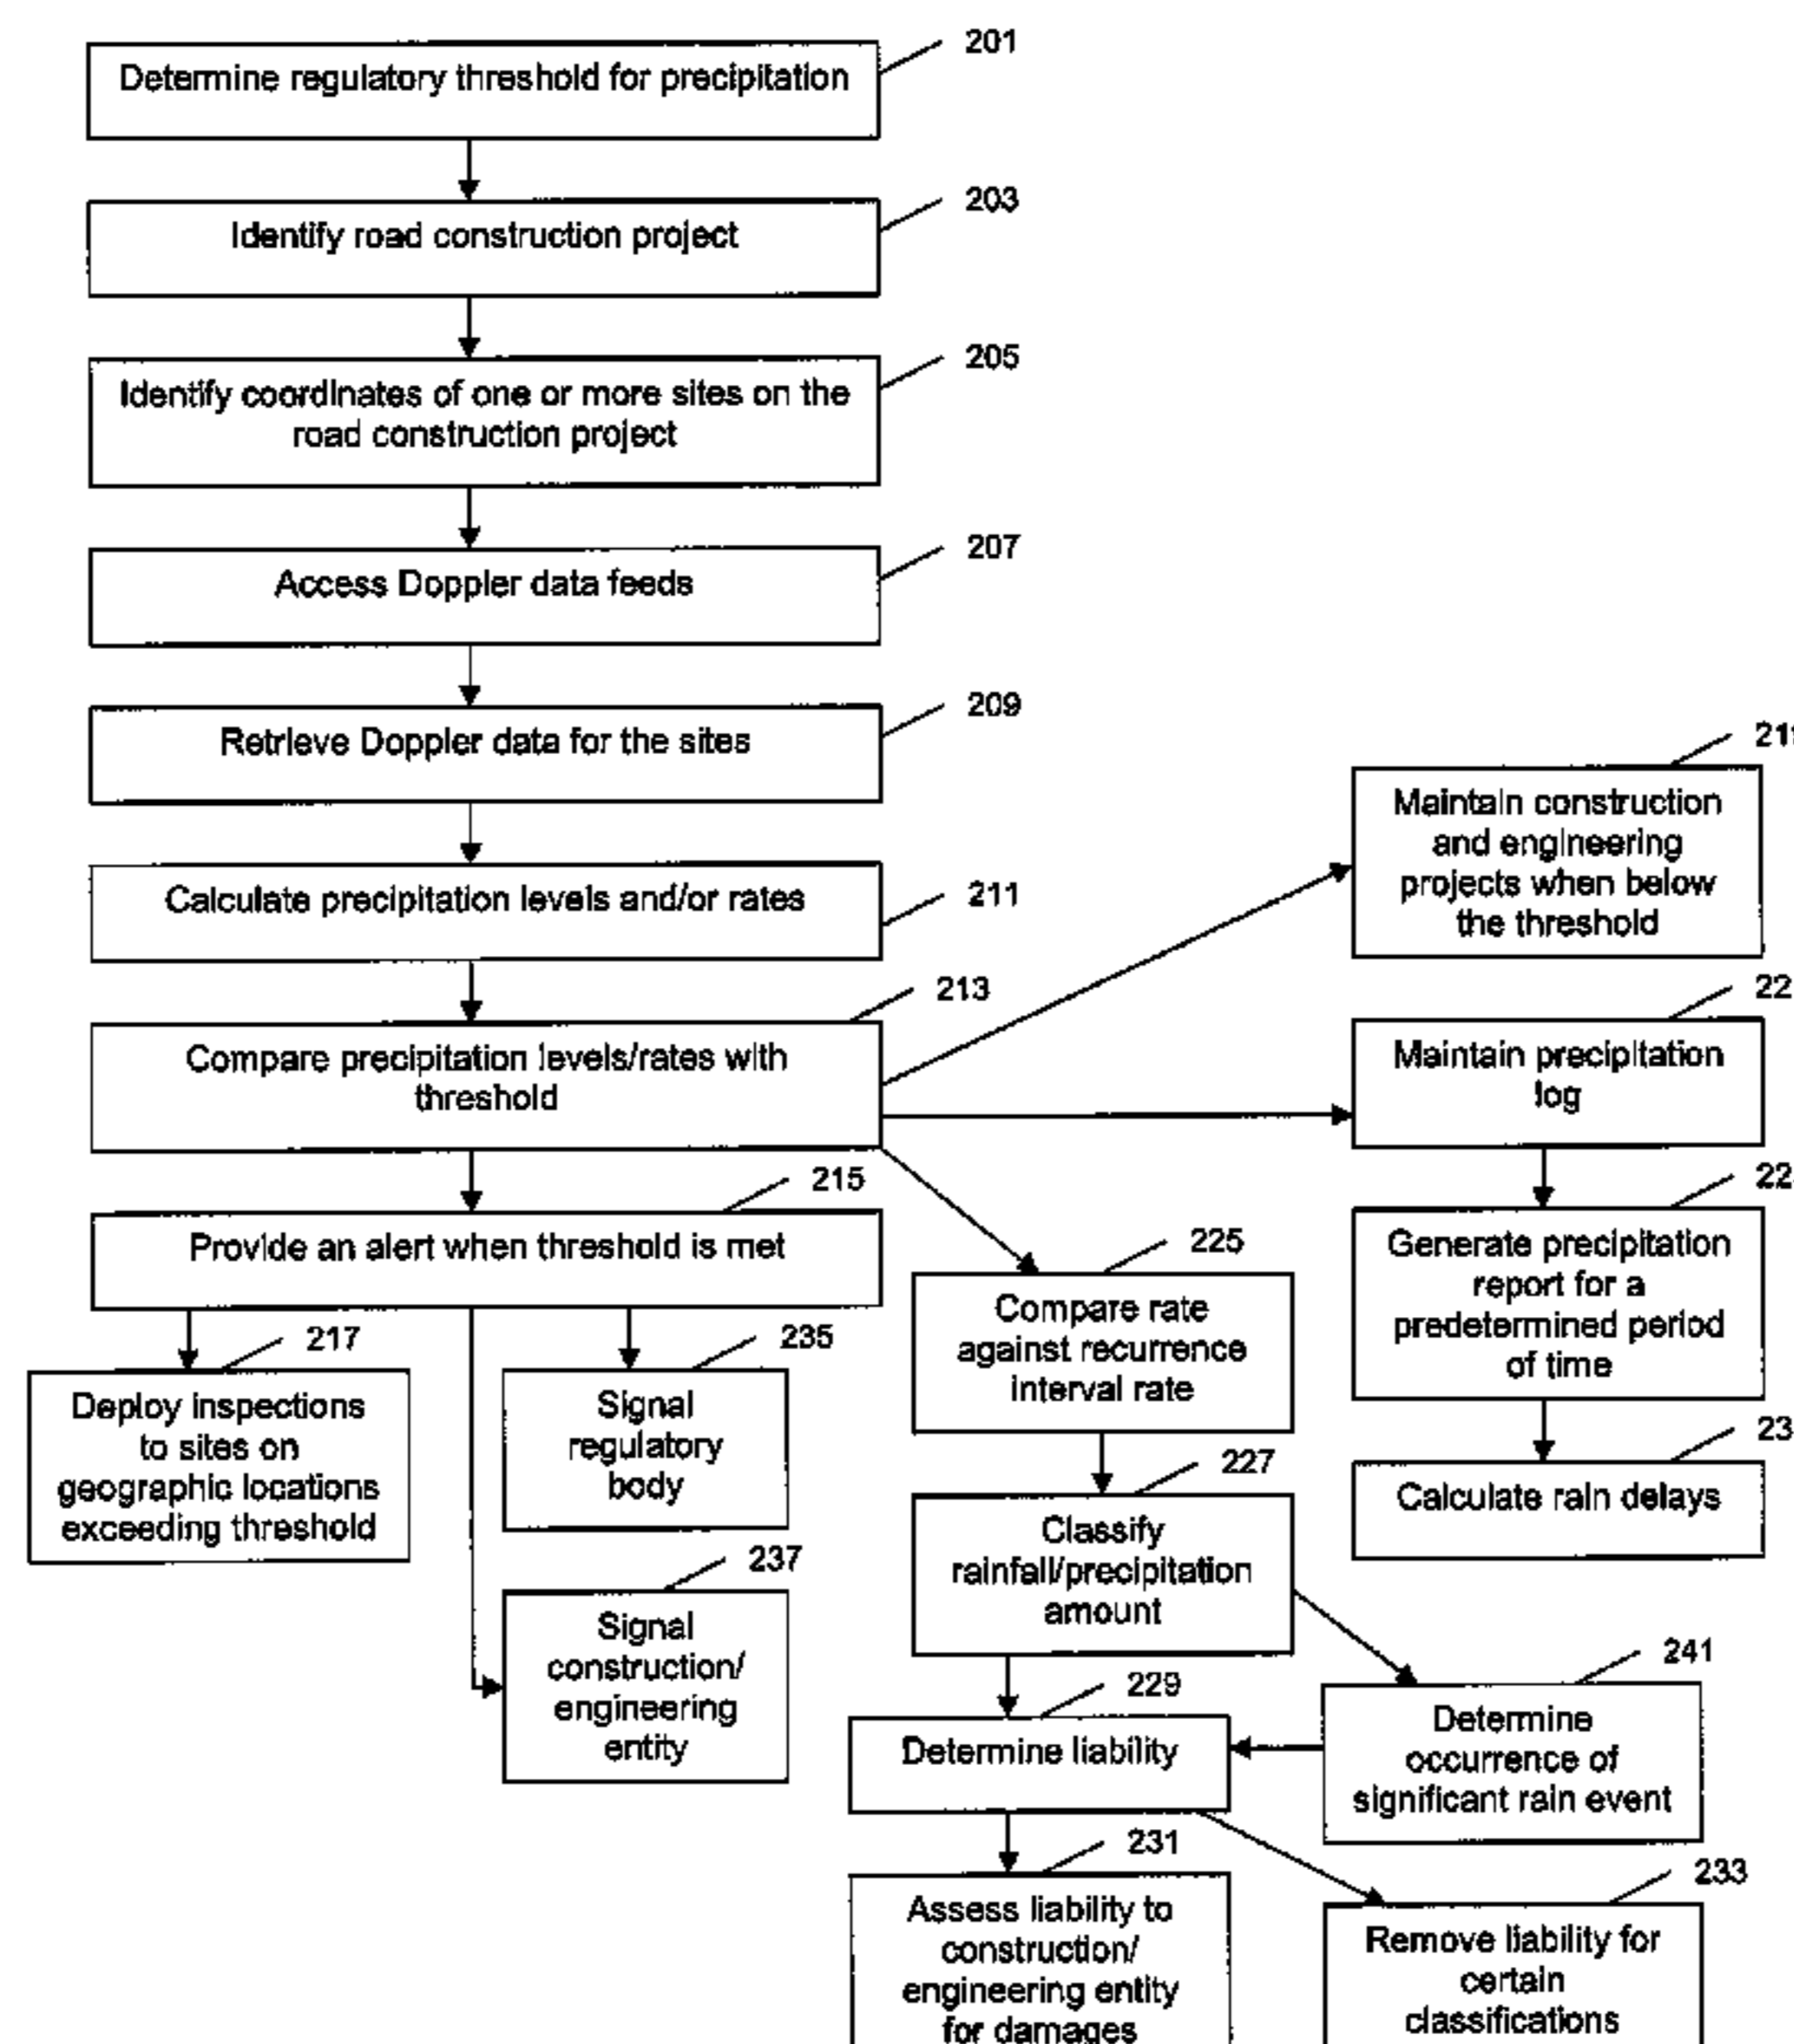 201
Determine regulatory threshold for precipitation
203
Identify road construction project
205
Identify coordinates of one or more sites on the
road construction project
207
Access Doppler data feeds
209
Retrieve Doppler data for the sites
211
Calculate precipitation levels and/or rates
213
Compare precipitation levels/rates with
threshold
215
Provide an alert when threshold is met
217
Deploy inspections
to sites on
geographic locations
exceeding threshold
235
Signal
regulatory
body
237
Signal
construction/
engineering
entity
Maintain construction
and engineering
projects when below
the threshold
Maintain precipitation
log
Generate precipitation
report for a
predetermined period
of time
Calculate rain delays
225
Compare rate
against recurrence
interval rate
227
Classify
rainfall/precipitation
amount
229
Determine liability
241
Determine
occurrence of
significant rain event
231
Assess liability to
construction/
engineering entity
for damages
233
Remove liability for
certain
classifications